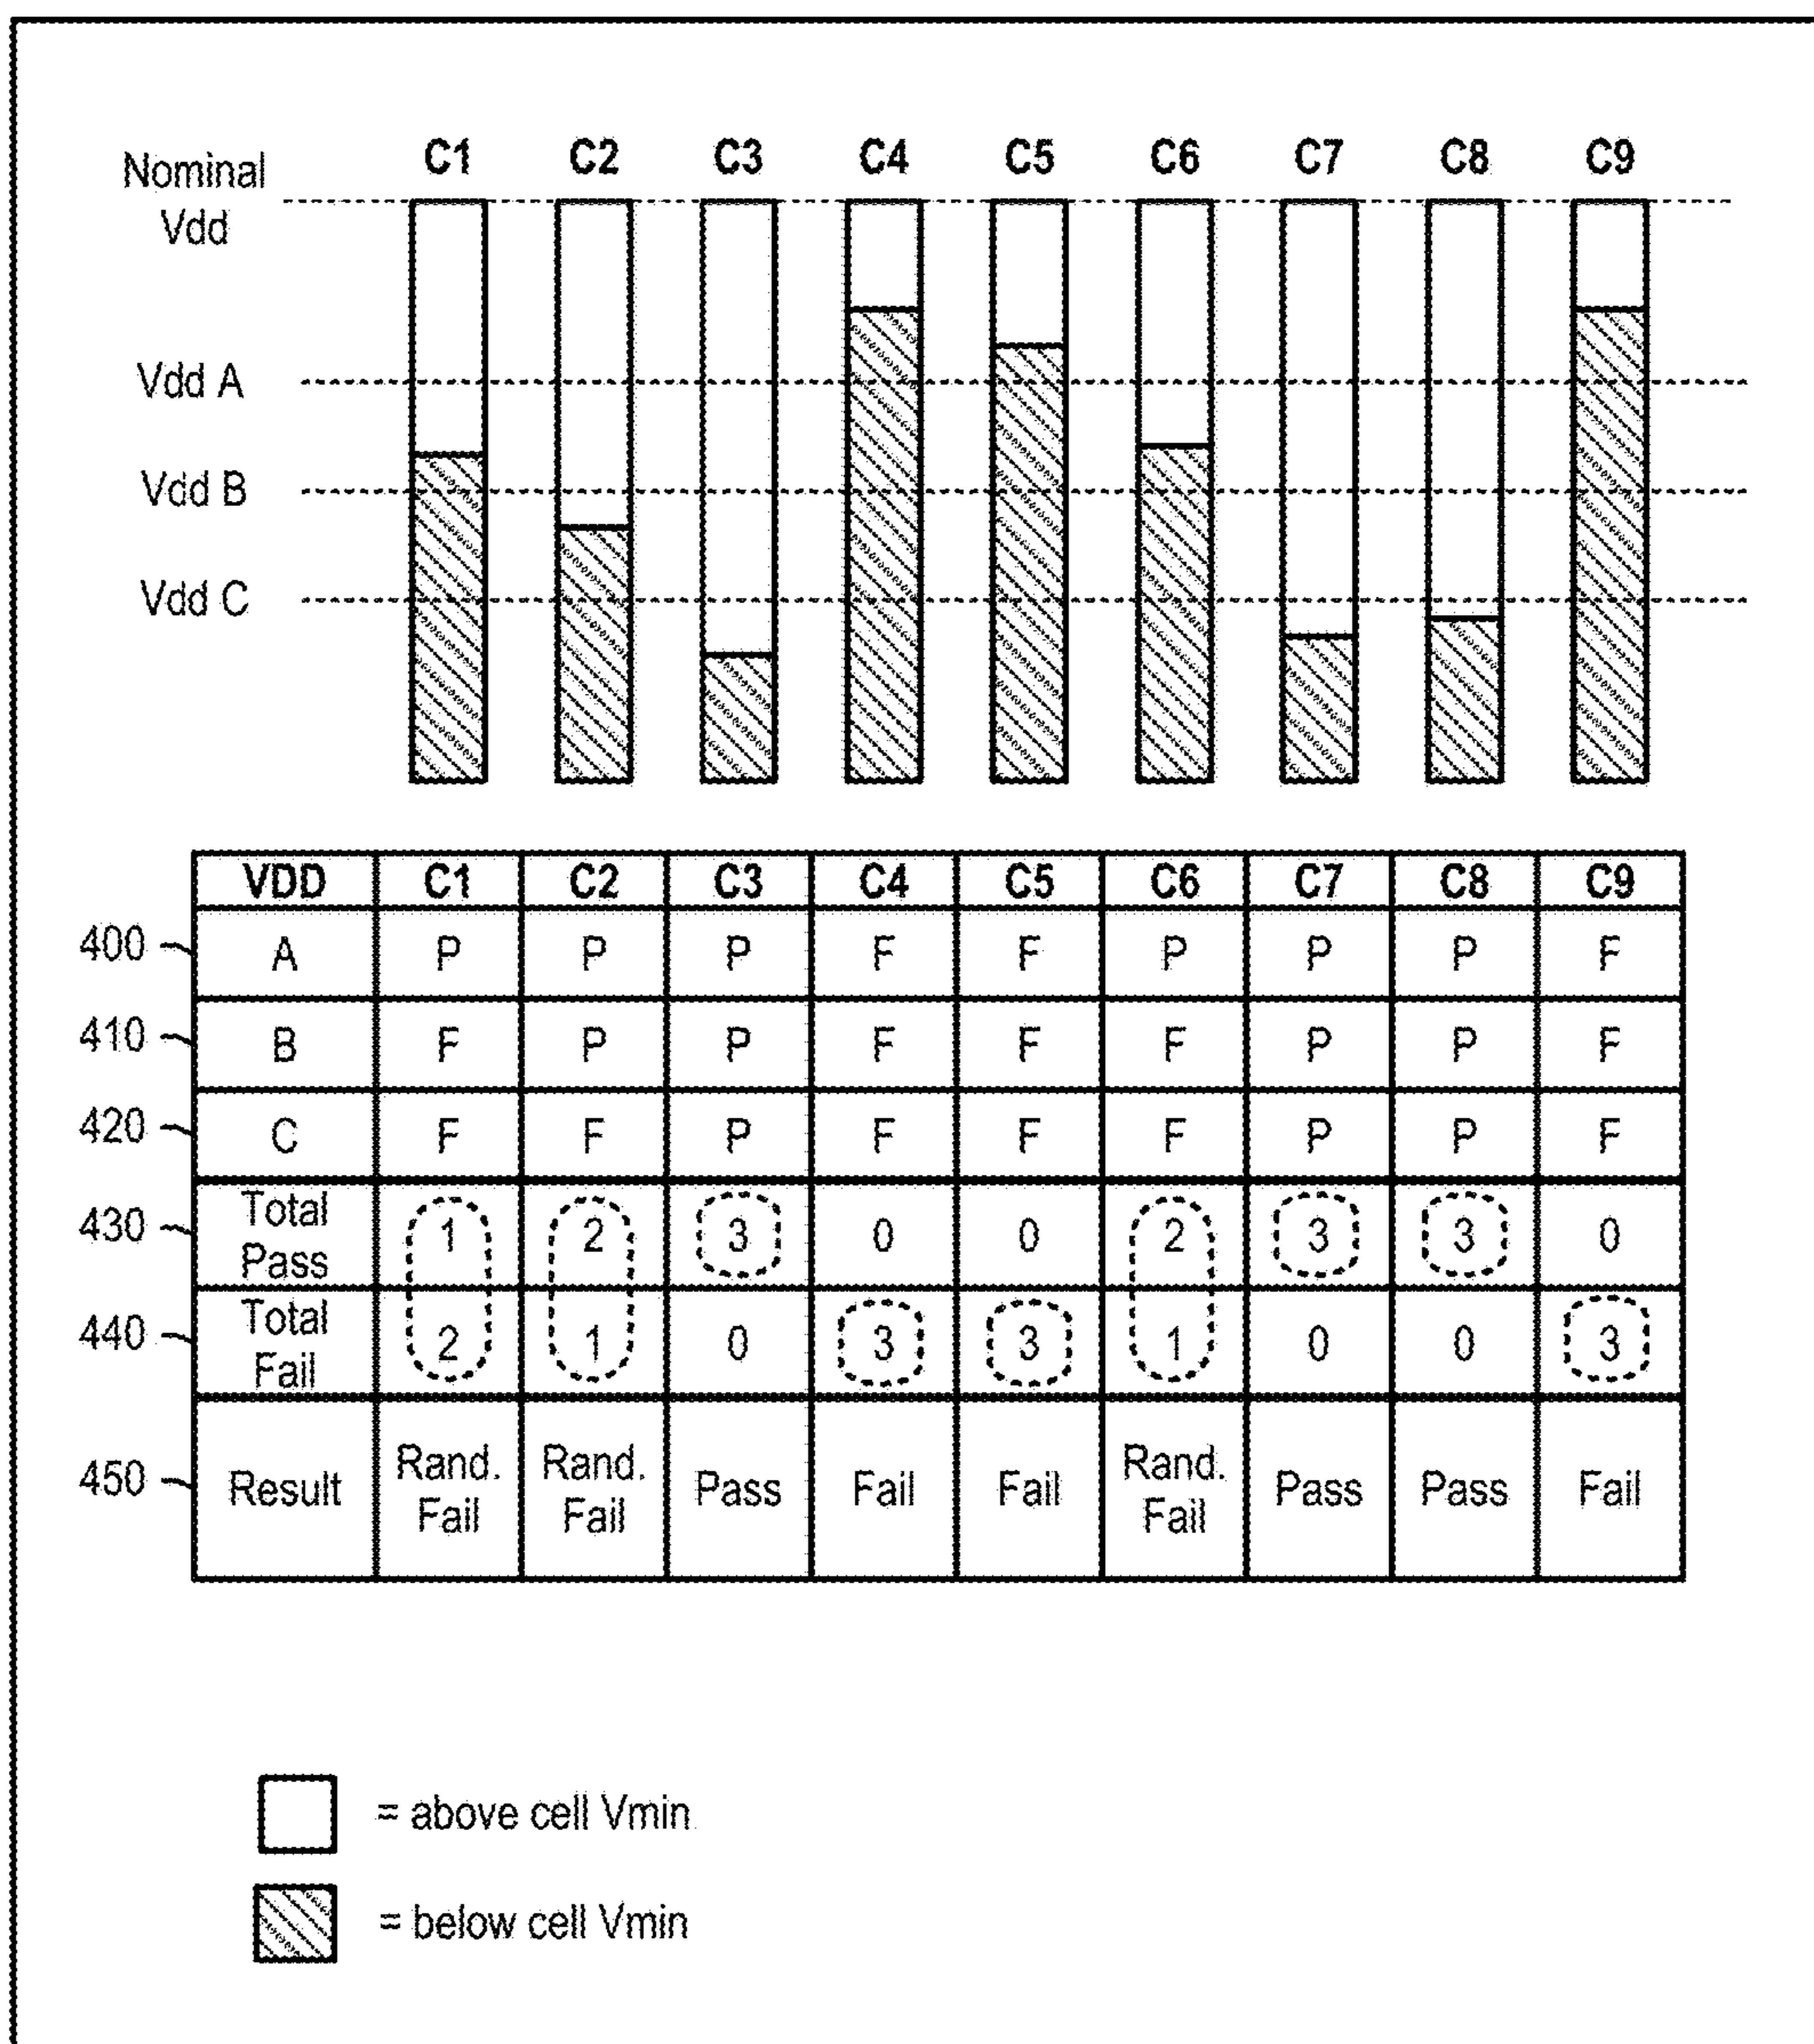 Nominal Vdd C1 C2 C3 C4 C5 C6 C7 C8 C9
Vdd A
Vdd B
Vdd C
VDD C1 C2 C3 C4 C5 C6 C7 C8 C9
400 A P P P F F P P P F
410 B F P P F F F P P F
420 C F F P F F F P P F
430 Total Pass 1 2 3 0 0 2 3 3 0
440 Total Fail 2 1 0 3 3 1 0 0 3
450 Result Rand. Fail Rand. Fail Pass Fail Fail Rand. Fail Pass Pass Fail
= above cell Vmin
= below cell Vmin